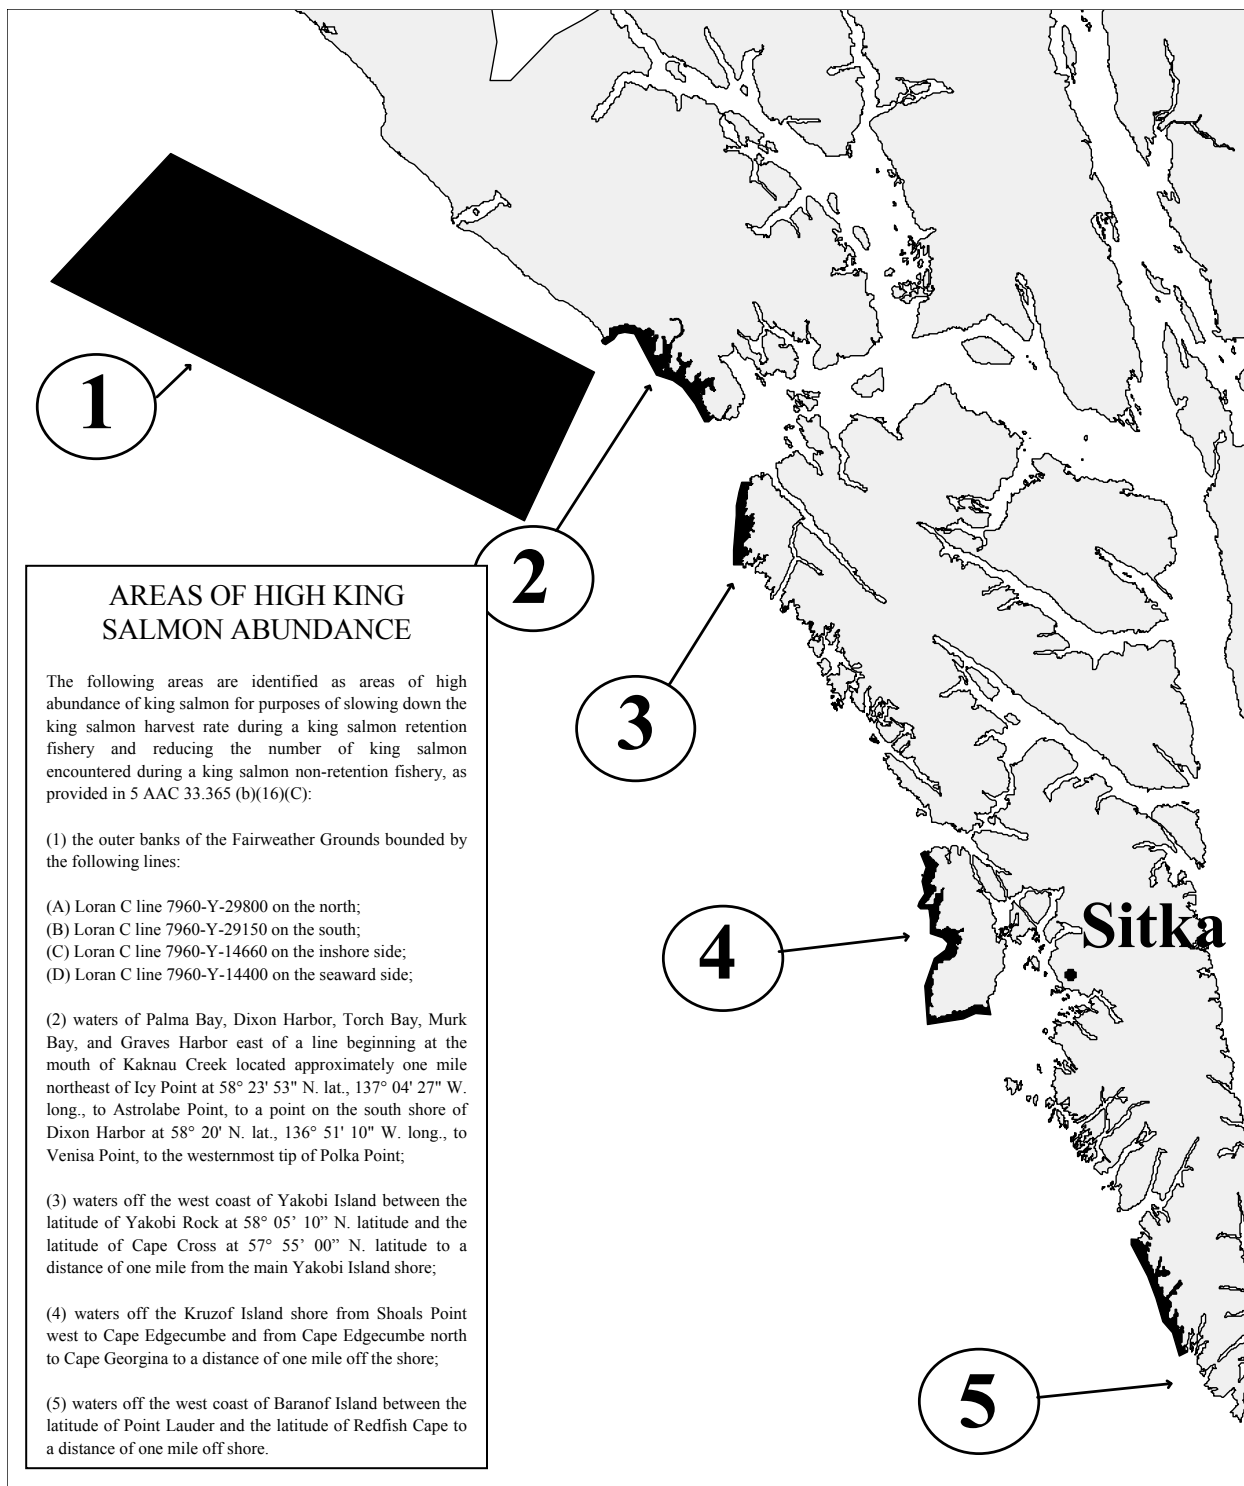 1
2
3
4
Sitka
5
AREAS OF HIGH KING
SALMON ABUNDANCE
The following areas are identified as areas of high
abundance of king salmon for purposes of slowing down the
king salmon harvest rate during a king salmon retention
fishery and reducing the number of king salmon
encountered during a king salmon non-retention fishery, as
provided in 5 AAC 33.365 (b)(16)(C):
(1) the outer banks of the Fairweather Grounds bounded by
the following lines:
(A) Loran C line 7960-Y-29800 on the north;
(B) Loran C line 7960-Y-29150 on the south;
(C) Loran C line 7960-Y-14660 on the inshore side;
(D) Loran C line 7960-Y-14400 on the seaward side;
(2) waters of Palma Bay, Dixon Harbor, Torch Bay, Murk
Bay, and Graves Harbor east of a line beginning at the
mouth of Kaknau Creek located approximately one mile
northeast of Icy Point at 58° 23' 53" N. lat., 137° 04' 27" W.
long., to Astrolabe Point, to a point on the south shore of
Dixon Harbor at 58° 20' N. lat., 136° 51' 10" W. long., to
Venisa Point, to the westernmost tip of Polka Point;
(3) waters off the west coast of Yakobi Island between the
latitude of Yakobi Rock at 58° 05’ 10” N. latitude and the
latitude of Cape Cross at 57° 55’ 00” N. latitude to a
distance of one mile from the main Yakobi Island shore;
(4) waters off the Kruzof Island shore from Shoals Point
west to Cape Edgecumbe and from Cape Edgecumbe north
to Cape Georgina to a distance of one mile off the shore;
(5) waters off the west coast of Baranof Island between the
latitude of Point Lauder and the latitude of Redfish Cape to
a distance of one mile off shore.